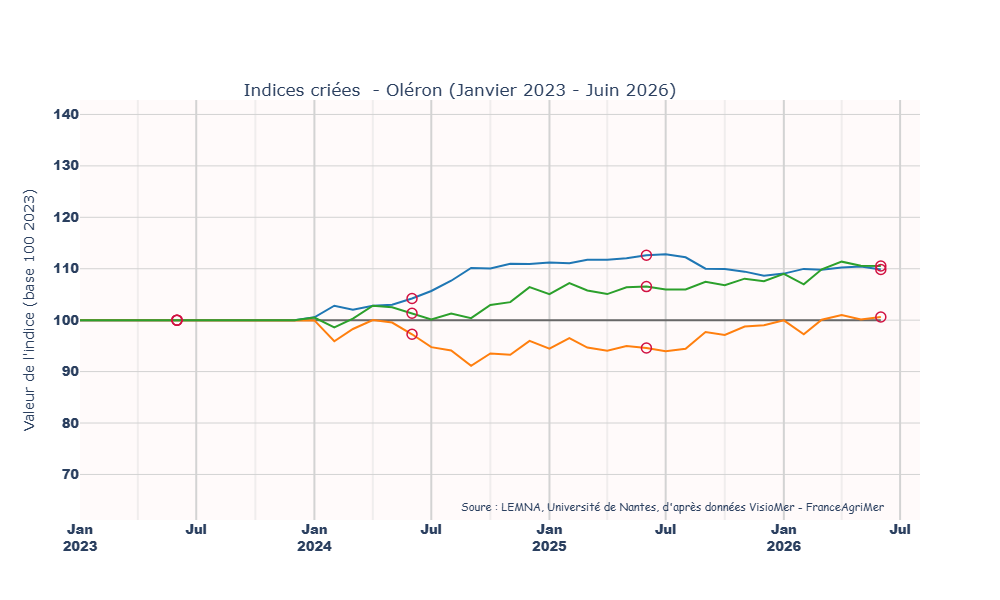 Indices criées  - Oléron (Janvier 2023 - Juin 2026)
Valeur de l'indice (base 100 2023)
140
130
120
110
100
90
80
70
Soure : LEMNA, Université de Nantes, d'après données VisioMer - FranceAgriMer
Jan Jul Jan Jul Jan Jul Jan Jul
2023 2024 2025 2026